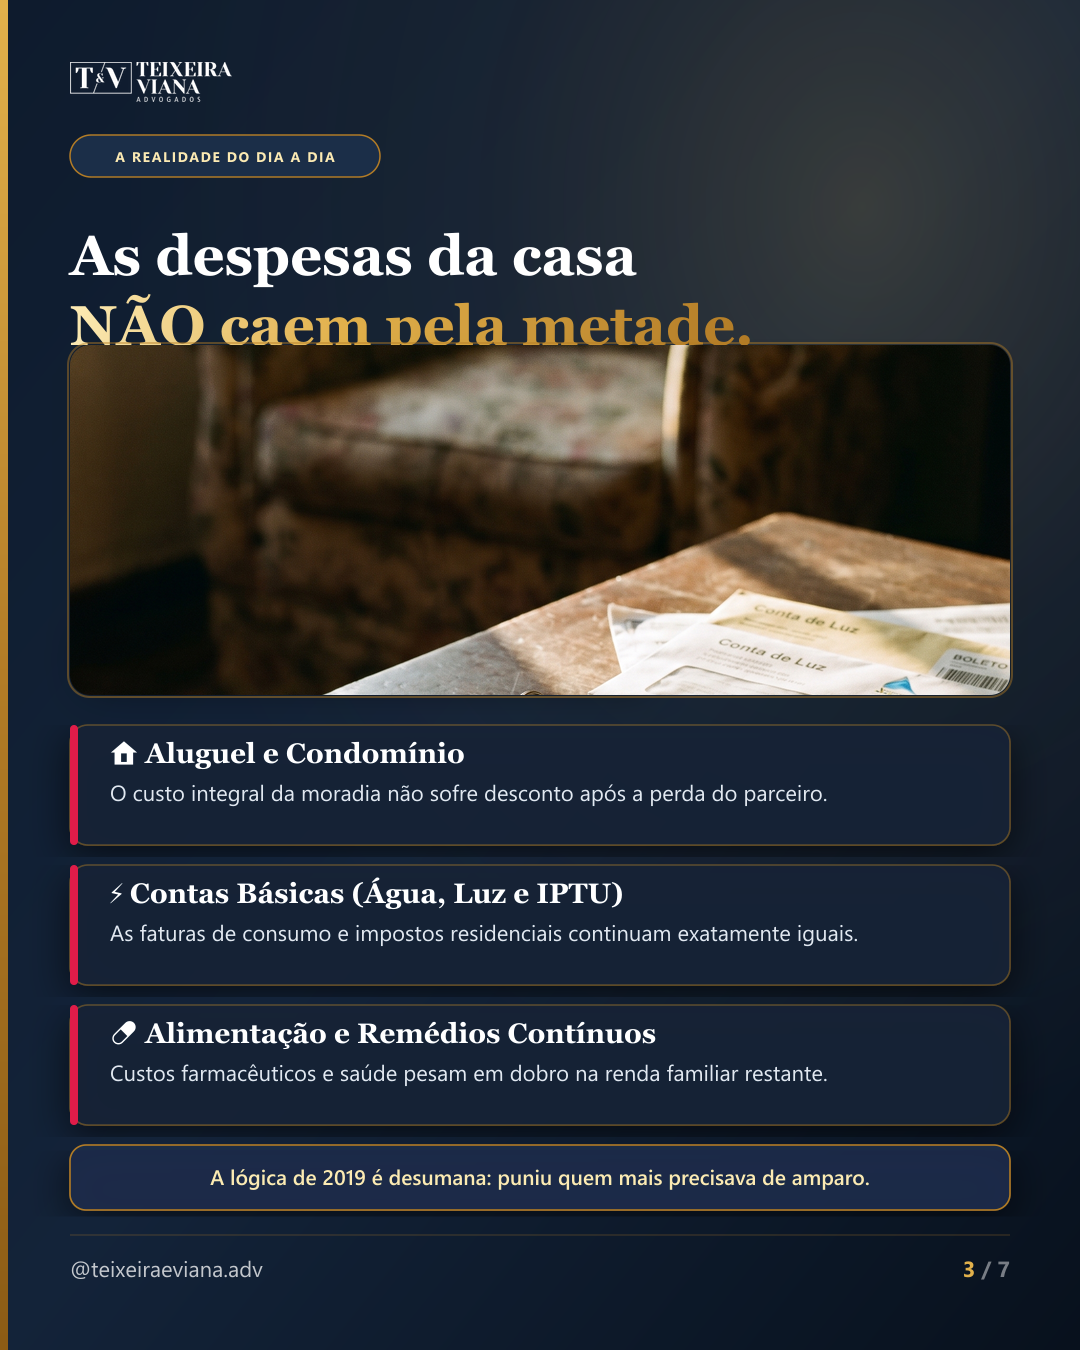 T&V TEIXEIRA
VIANA
ADVOGADOS
A REALIDADE DO DIA A DIA
As despesas da casa
NÃO caem pela metade.
Conta de Luz
Conta de Luz
BOLETO
Aluguel e Condomínio
O custo integral da moradia não sofre desconto após a perda do parceiro.
⚡ Contas Básicas (Água, Luz e IPTU)
As faturas de consumo e impostos residenciais continuam exatamente iguais.
Alimentação e Remédios Contínuos
Custos farmacêuticos e saúde pesam em dobro na renda familiar restante.
A lógica de 2019 é desumana: puniu quem mais precisava de amparo.
@teixeiraeviana.adv
3 / 7